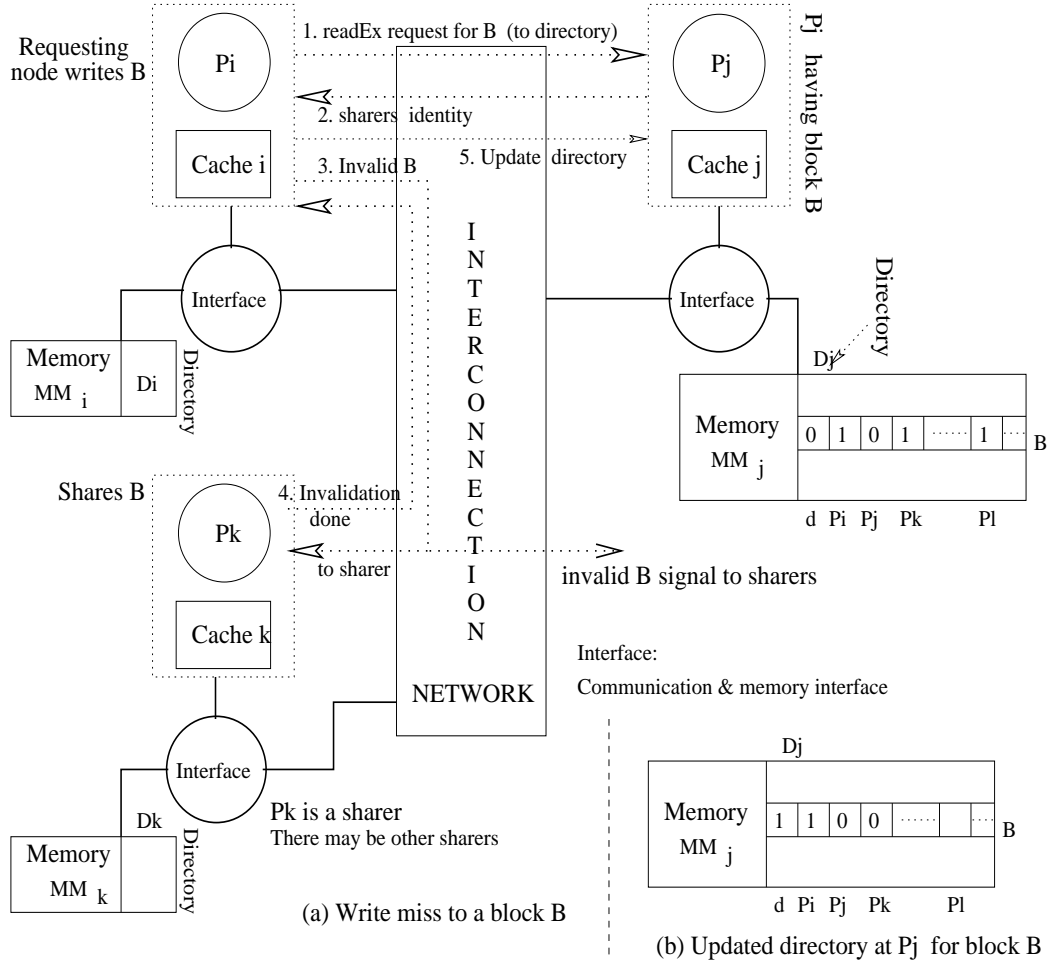 1. readEx request for B (to directory)
Requesting
node writes B
Pi
Pj
Pj having block B
2. sharers identity
5. Update directory
Cache i
3. Invalid B
Cache j
INTERCONNECTION
NETWORK
Interface
Interface
Directory
Dj
Memory
MM i
Di
Directory
Memory
MM j
0 1 0 1 ...... 1 ....
B
d Pi Pj Pk Pl
Shares B
4. Invalidation
done
Pk
to sharer
invalid B signal to sharers
Cache k
Interface:
Communication & memory interface
Interface
Dj
Pk is a sharer
There may be other sharers
Dk
Directory
Memory
MM k
Memory
MM j
1 1 0 0 ...... ....
B
d Pi Pj Pk Pl
(a) Write miss to a block B
(b) Updated directory at Pj for block B